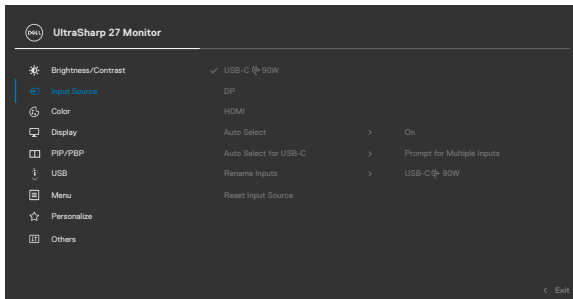 DELL UltraSharp 27 Monitor
Brightness/Contrast ✓ USB-C 90W
Input Source DP
Color HDMI
Display Auto Select > On
PIP/PBP Auto Select for USB-C > Prompt for Multiple Inputs
USB Rename Inputs > USB-C 90W
Menu Reset Input Source
Personalize
Others
< Exit